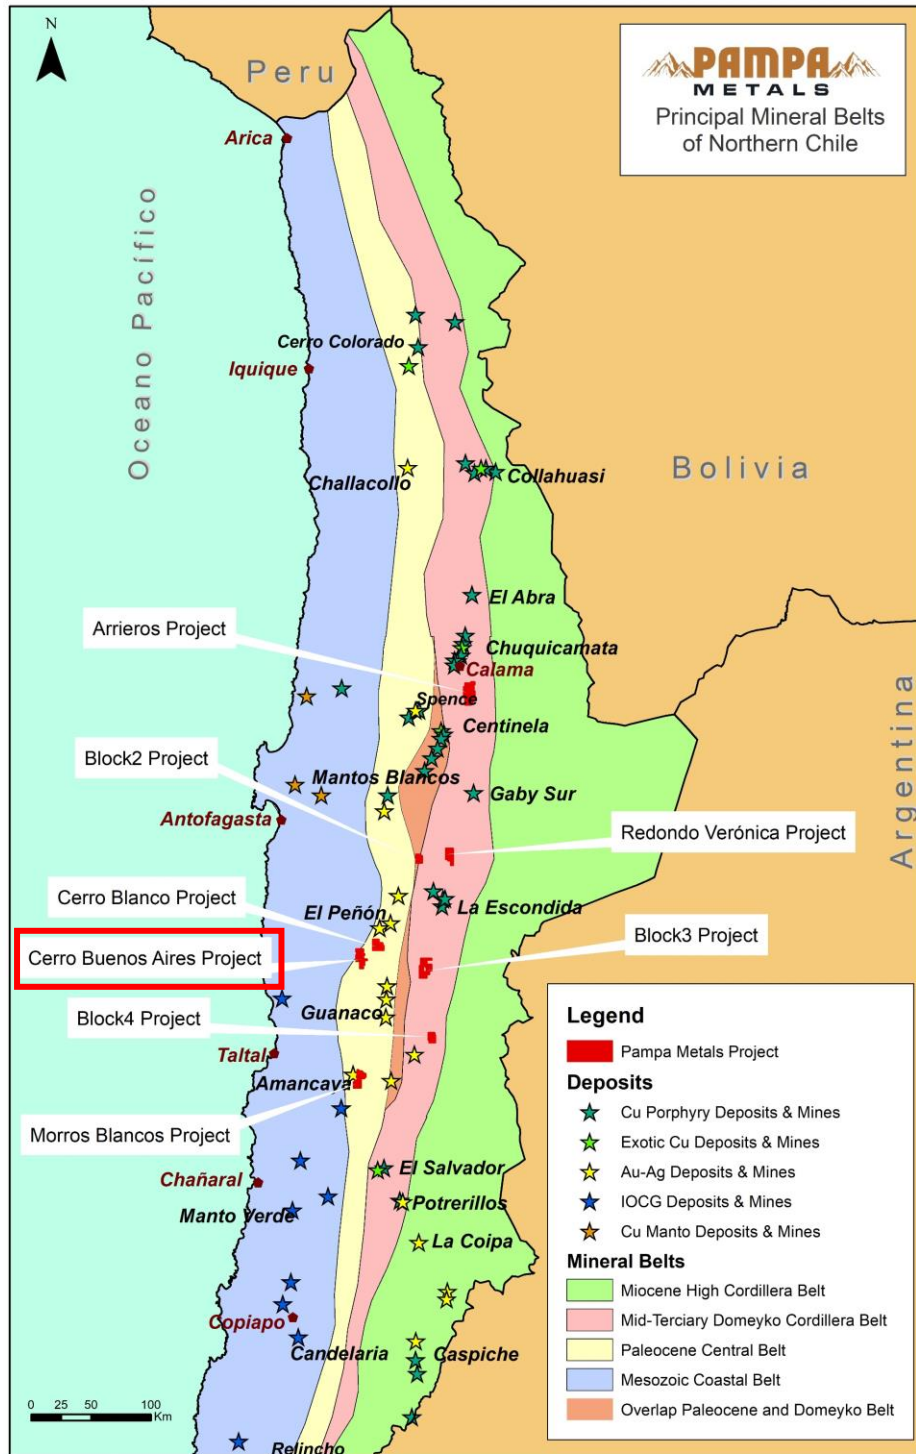 N
Peru
PAMPA
METALS
Principal Mineral Belts
of Northern Chile
Arica
Oceano Pacífico
Cerro Colorado
Iquique
Bolivia
Challacollo
Collahuasi
El Abra
Arrieros Project
Chuquicamata
Calama
Spence
Centinela
Argentina
Block2 Project
Mantos Blancos
Gaby Sur
Antofagasta
Redondo Verónica Project
Cerro Blanco Project
El Peñón
La Escondida
Block3 Project
Cerro Buenos Aires Project
Guanaco
Block4 Project
Taltal
Amancaya
Morros Blancos Project
El Salvador
Chañaral
Manto Verde
Potrerillos
La Coipa
Copiapo
Candelaria
Caspiche
Relincho
0 25 50 100
Km
Legend
Pampa Metals Project
Deposits
Cu Porphyry Deposits & Mines
Exotic Cu Deposits & Mines
Au-Ag Deposits & Mines
IOCG Deposits & Mines
Cu Manto Deposits & Mines
Mineral Belts
Miocene High Cordillera Belt
Mid-Terciary Domeyko Cordillera Belt
Paleocene Central Belt
Mesozoic Coastal Belt
Overlap Paleocene and Domeyko Belt